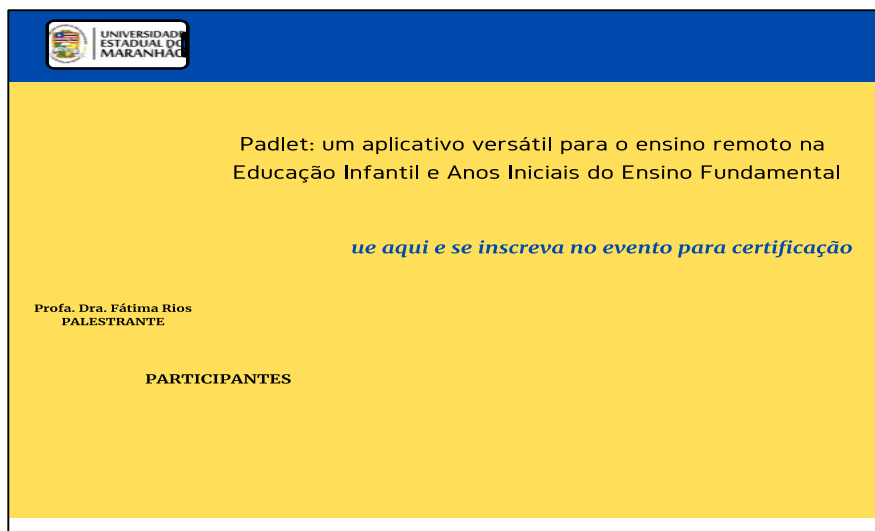 UNIVERSIDADE
ESTADUAL DO
MARANHÃO
Padlet: um aplicativo versátil para o ensino remoto na
Educação Infantil e Anos Iniciais do Ensino Fundamental
ue aqui e se inscreva no evento para certificação
Profa. Dra. Fátima Rios
PALESTRANTE
PARTICIPANTES